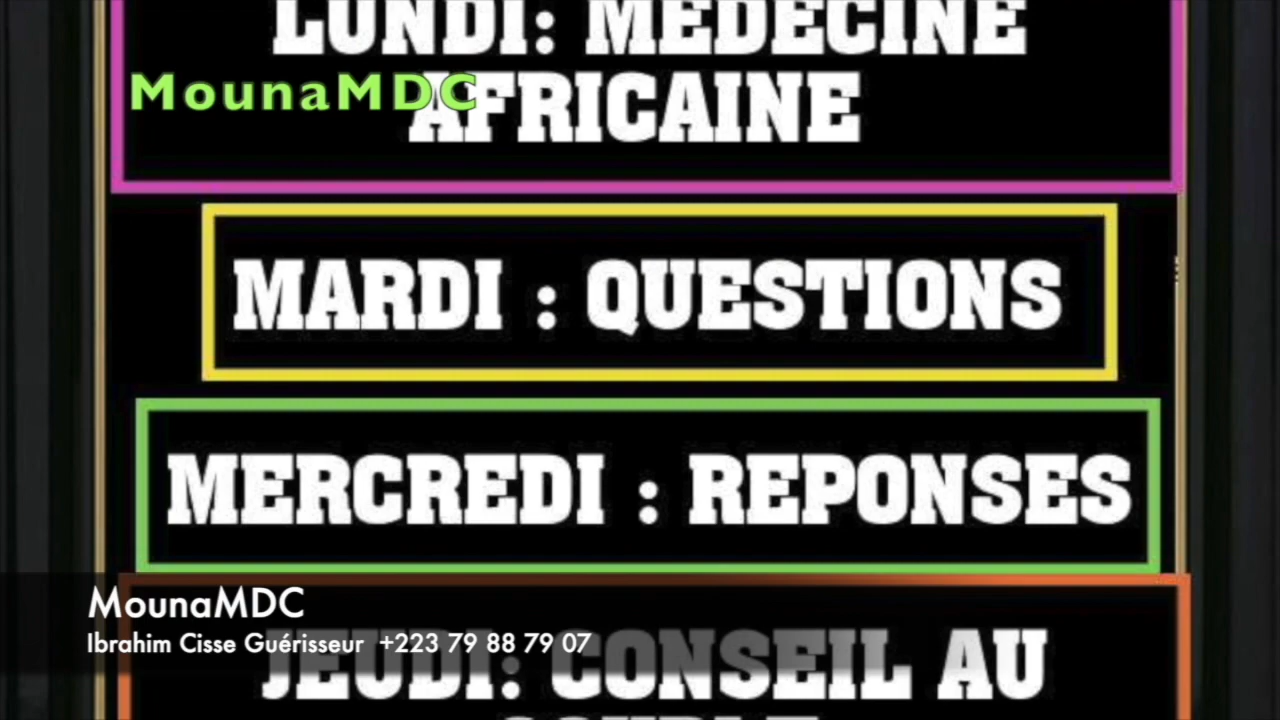 LUNDI: MEDECINE
MounaMDC
AFRICAINE
MARDI : QUESTIONS
MERCREDI : REPONSES
MounaMDC
Ibrahim Cisse Guérisseur +223 79 88 79 07
JEUDI: CONSEIL AU
COUPLE